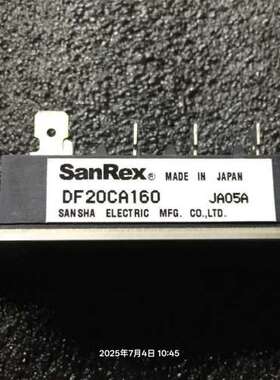 SanRex® MADE IN JAPAN
DF20CA160 JA05A
SANSHA ELECTRIC MFG. CO.,LTD.
2025年7月4日 10:45